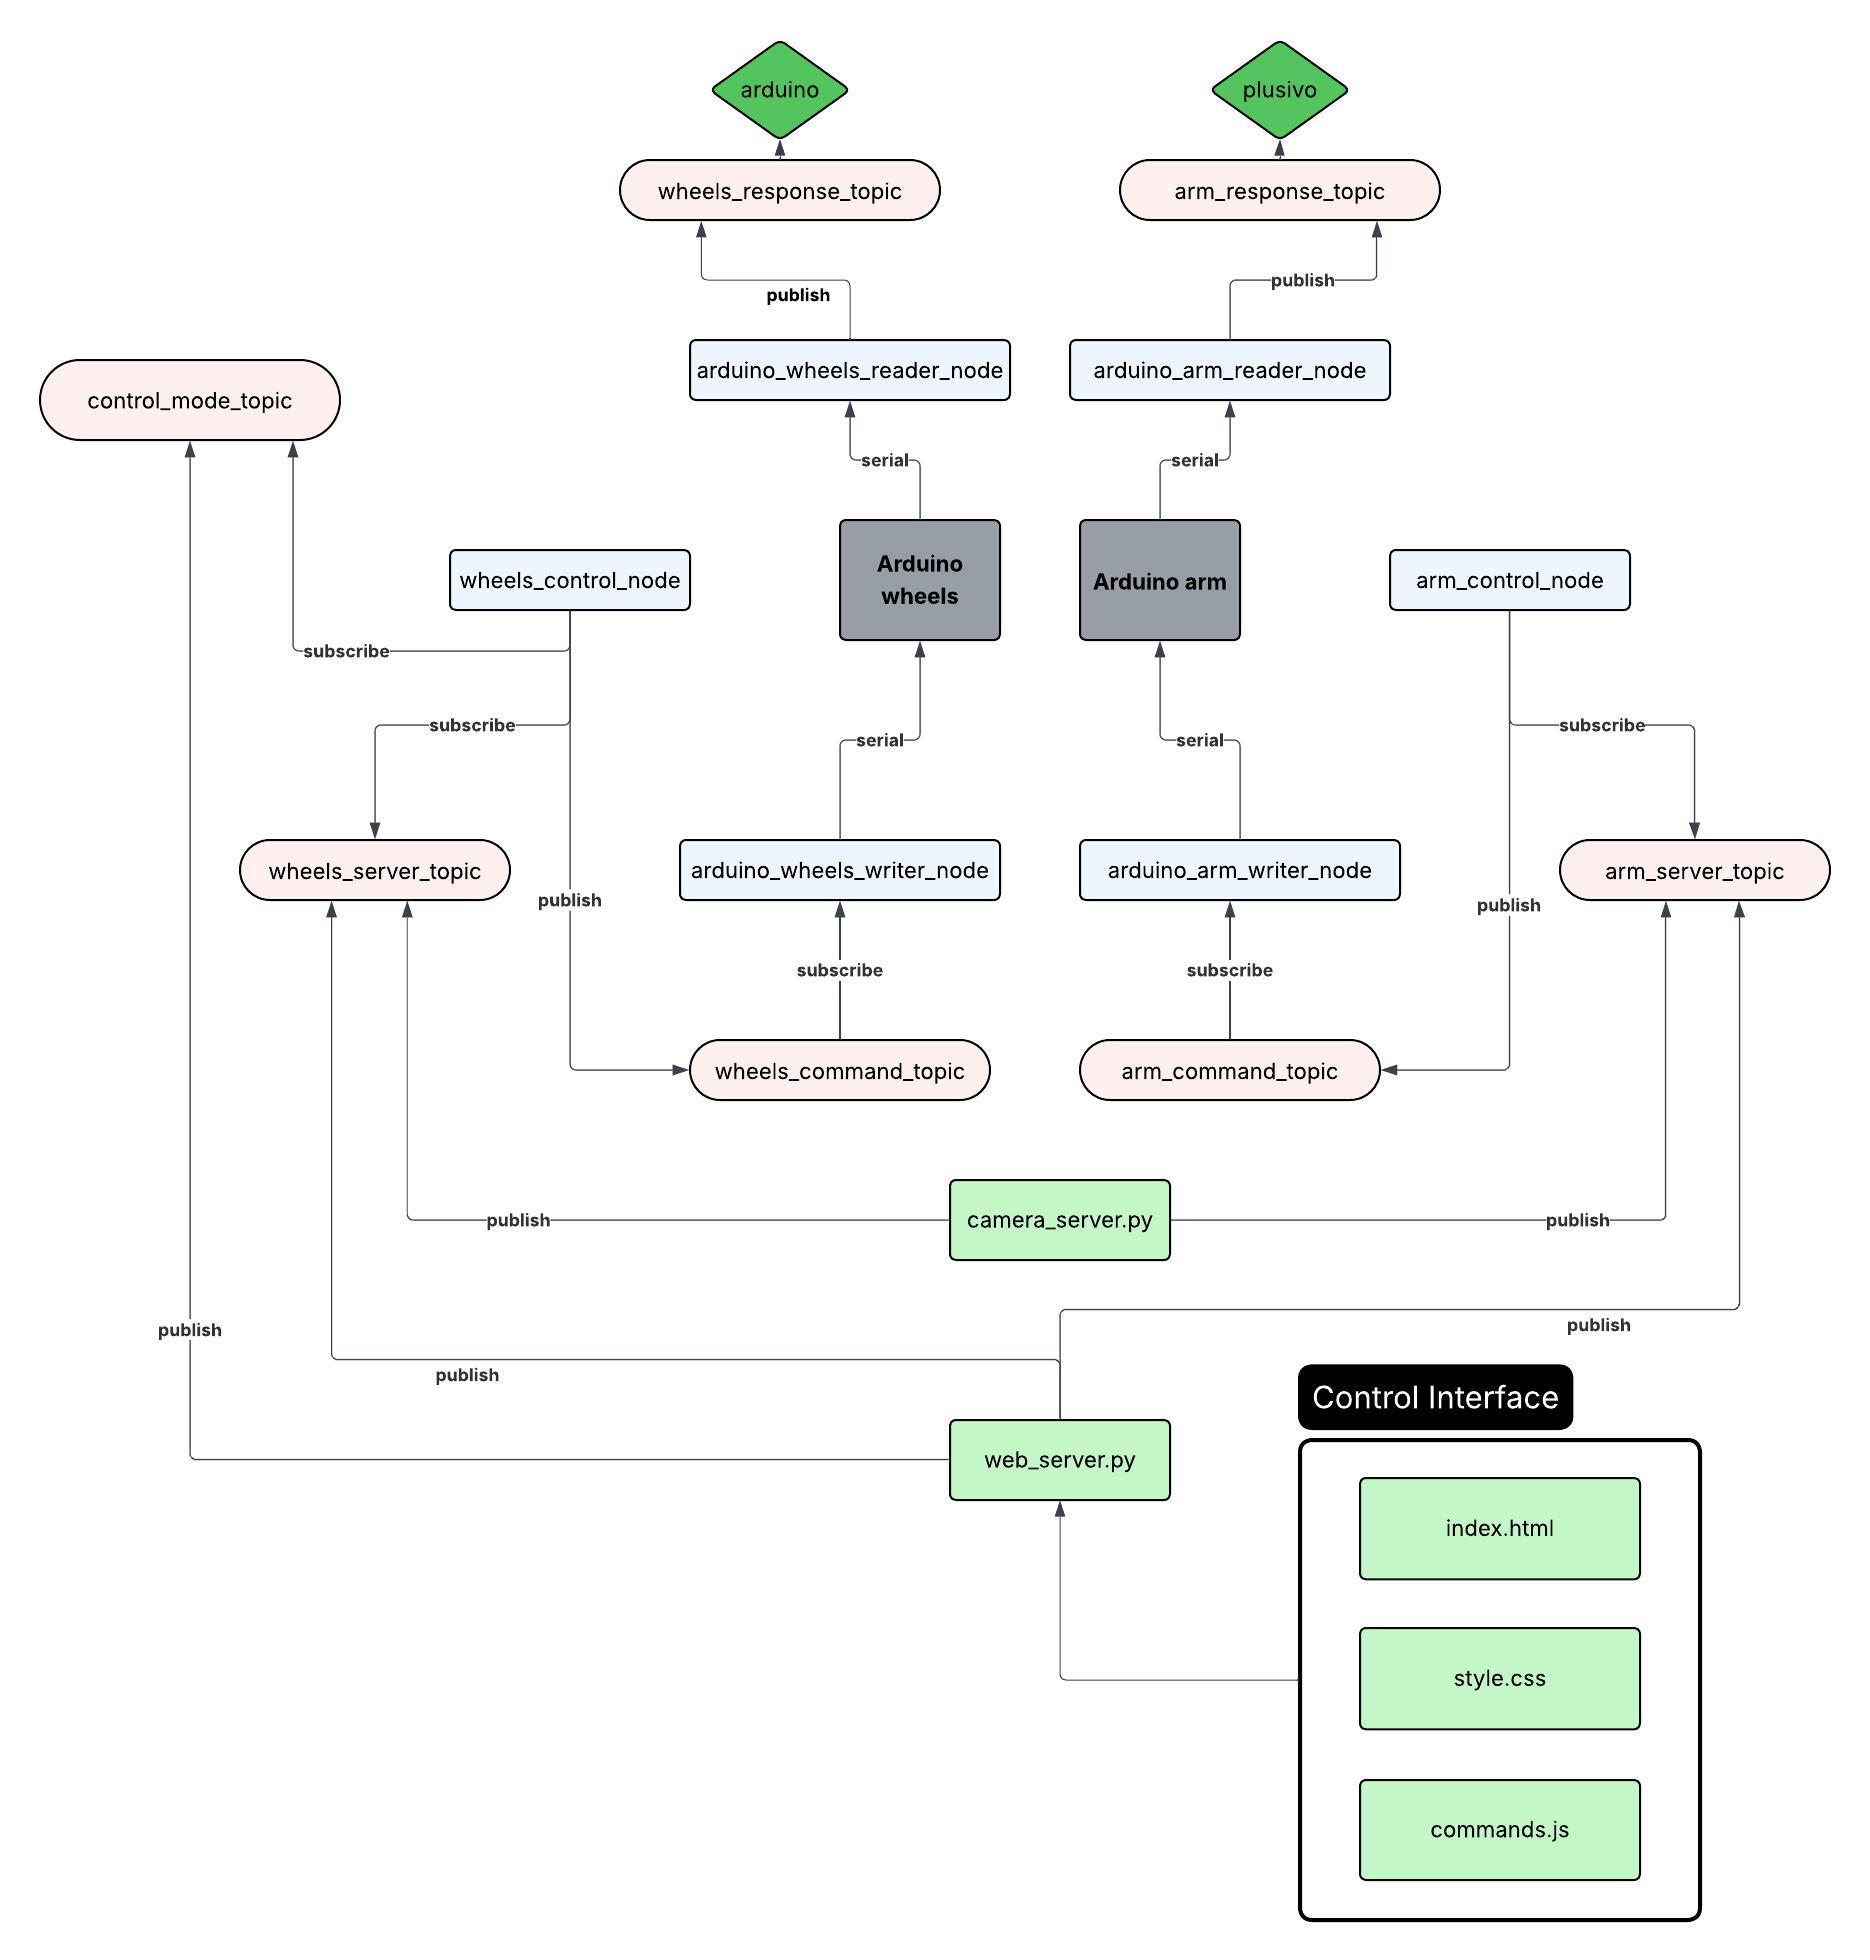 arduino
plusivo
wheels_response_topic
arm_response_topic
publish
publish
arduino_wheels_reader_node
arduino_arm_reader_node
control_mode_topic
serial
serial
Arduino
wheels
Arduino arm
wheels_control_node
arm_control_node
subscribe
subscribe
subscribe
serial
serial
wheels_server_topic
arduino_wheels_writer_node
arduino_arm_writer_node
arm_server_topic
publish
publish
subscribe
subscribe
wheels_command_topic
arm_command_topic
publish
camera_server.py
publish
publish
publish
publish
Control Interface
web_server.py
index.html
style.css
commands.js